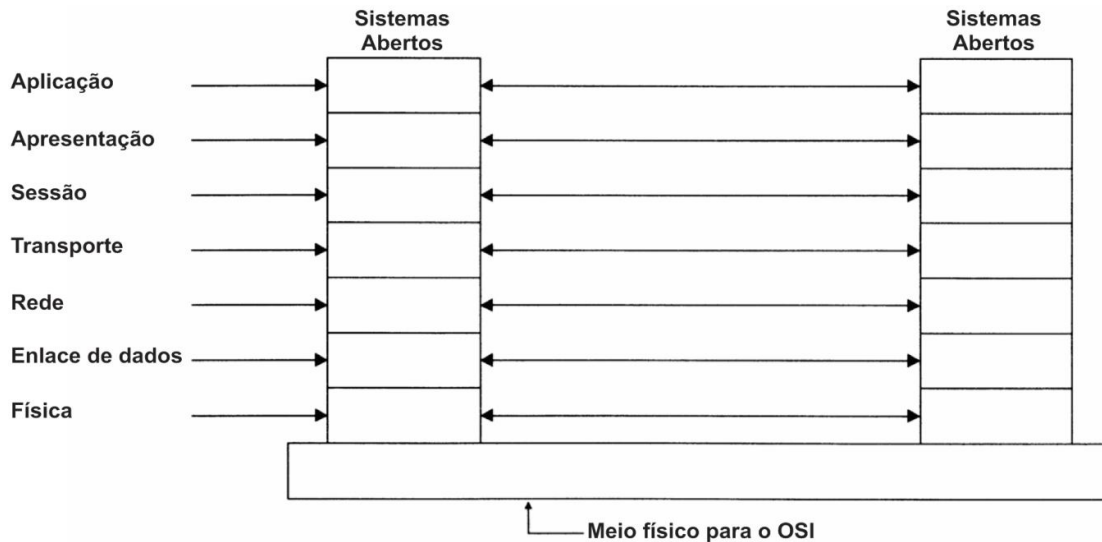 Sistemas
Abertos
Sistemas
Abertos
Aplicação
Apresentação
Sessão
Transporte
Rede
Enlace de dados
Física
Meio físico para o OSI